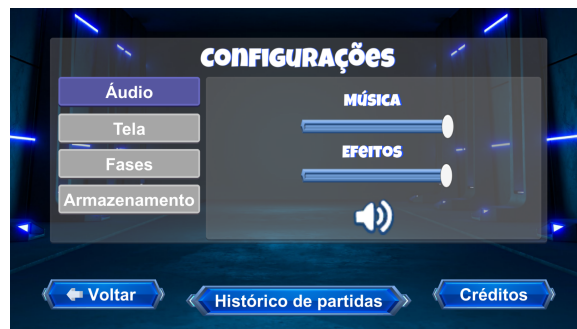 CONFIGURAÇÕES
Áudio
Tela
Fases
Armazenamento
MÚSICA
EFEITOS
Voltar
Histórico de partidas
Créditos